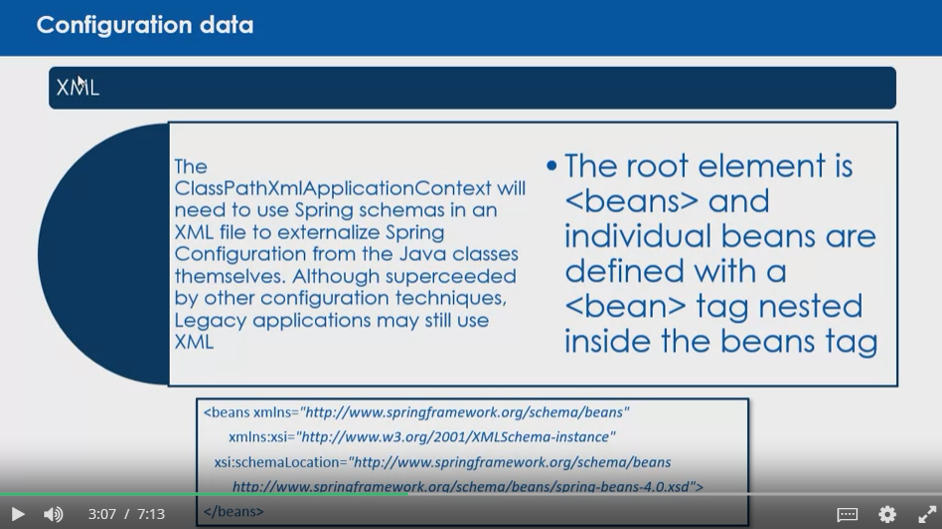 Configuration data
XML
The
ClassPathXmlApplicationContext will
need to use Spring schemas in an
XML file to externalize Spring
Configuration from the Java classes
themselves. Although superceeded
by other configuration techniques,
Legacy applications may still use
XML
• The root element is
<beans> and
individual beans are
defined with a
<bean> tag nested
inside the beans tag
<beans xmlns="http://www.springframework.org/schema/beans"
xmlns:xsi="http://www.w3.org/2001/XMLSchema-instance"
xsi:schemaLocation="http://www.springframework.org/schema/beans
http://www.springframework.org/schema/beans/spring-beans-4.0.xsd">
</beans>
3:07 / 7:13